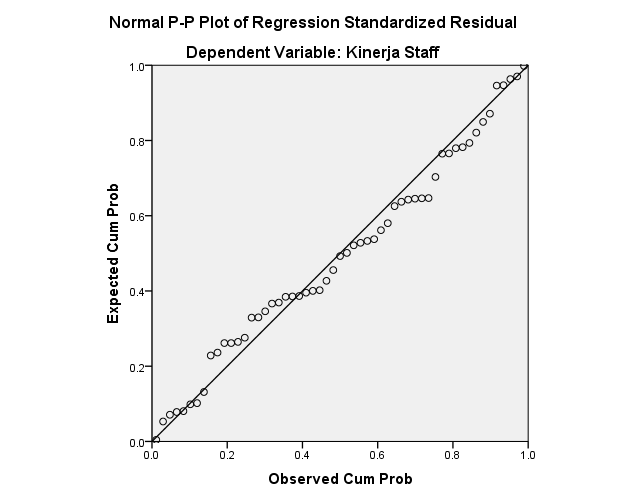 Normal P-P Plot of Regression Standardized Residual
Dependent Variable: Kinerja Staff
Expected Cum Prob
1.0
0.8
0.6
0.4
0.2
0.0
0.0 0.2 0.4 0.6 0.8 1.0
Observed Cum Prob